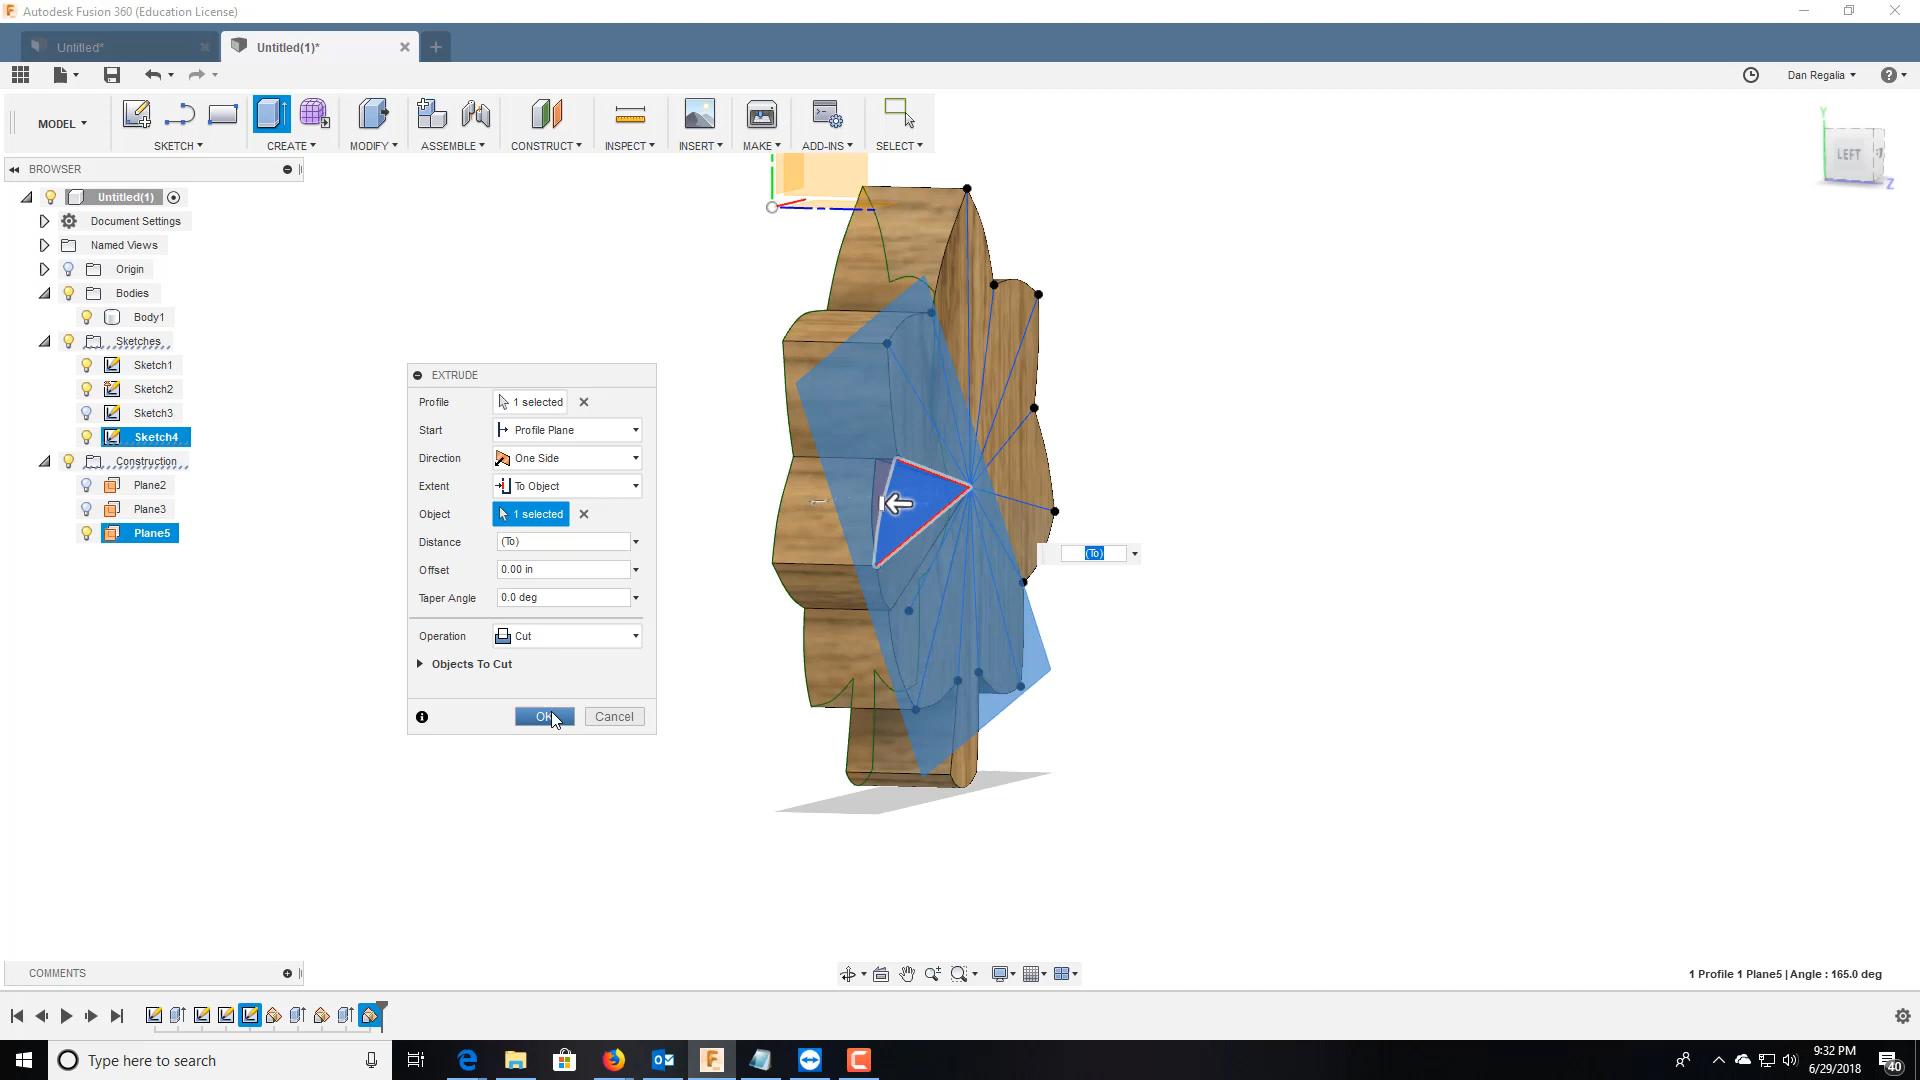 Autodesk Fusion 360 (Education License)
Untitled*
Untitled(1)*
Dan Regalia
MODEL
SKETCH
CREATE
MODIFY
ASSEMBLE
CONSTRUCT
INSPECT
INSERT
MAKE
ADD-INS
SELECT
BROWSER
Untitled(1)
Document Settings
Named Views
Origin
Bodies
Body1
Sketches
Sketch1
Sketch2
Sketch3
Sketch4
Construction
Plane2
Plane3
Plane5
Y
LEFT
Z
EXTRUDE
Profile 1 selected
Start Profile Plane
Direction One Side
Extent To Object
Object 1 selected
Distance (To)
Offset 0.00 in
Taper Angle 0.0 deg
Operation Cut
Objects To Cut
OK Cancel
(To)
COMMENTS
1 Profile 1 Plane5 | Angle : 165.0 deg
Type here to search
9:32 PM
6/29/2018
40